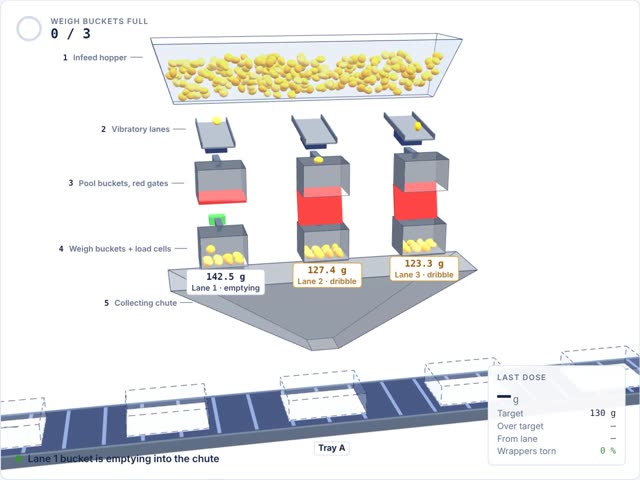 WEIGH BUCKETS FULL
0 / 3
1 Infeed hopper
2 Vibratory lanes
3 Pool buckets, red gates
4 Weigh buckets + load cells
142.5 g
Lane 1 · emptying
127.4 g
Lane 2 · dribble
123.3 g
Lane 3 · dribble
5 Collecting chute
LAST DOSE
— g
Target 130 g
Over target –
From lane –
Wrappers torn 0 %
Tray A
Lane 1 bucket is emptying into the chute